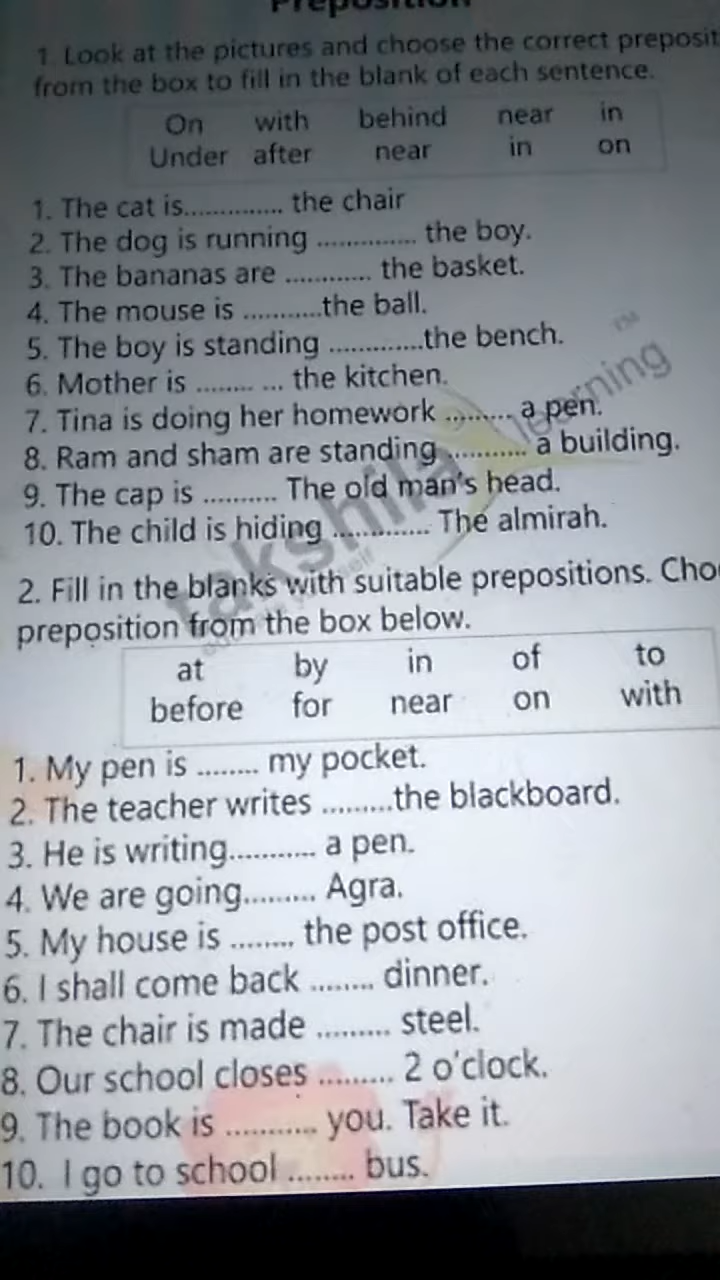 Preposition
1. Look at the pictures and choose the correct preposit
from the box to fill in the blank of each sentence.
On with behind near in
Under after near in on
1. The cat is.............. the chair
2. The dog is running .............. the boy.
3. The bananas are ............ the basket.
4. The mouse is ...........the ball.
5. The boy is standing .............the bench.
6. Mother is ........ ... the kitchen.
7. Tina is doing her homework ......... a pen.
8. Ram and sham are standing ........... a building.
9. The cap is .......... The old man's head.
10. The child is hiding ............. The almirah.
takshila learning TM
2. Fill in the blanks with suitable prepositions. Cho
preposition from the box below.
at by in of to
before for near on with
1. My pen is ........ my pocket.
2. The teacher writes .........the blackboard.
3. He is writing........... a pen.
4. We are going......... Agra.
5. My house is ........ the post office.
6. I shall come back ........ dinner.
7. The chair is made ......... steel.
8. Our school closes ......... 2 o'clock.
9. The book is ........... you. Take it.
10. I go to school ........ bus.